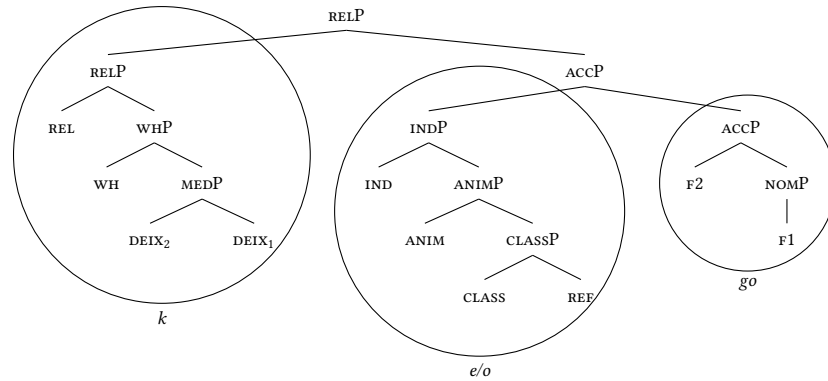 RELP
RELP ACCP
REL WHP INDP ACCP
WH MEDP IND ANIMP F2 NOMP
DEIX₂ DEIX₁ ANIM CLASSP F1
CLASS REF go
k
e/o